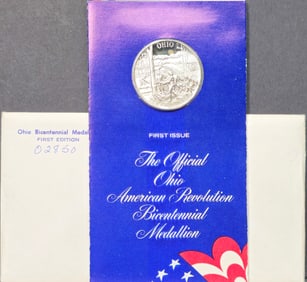 OHIO
Ohio Bicentennial Medal
FIRST EDITION
02860
FIRST ISSUE
The Official
Ohio
American Revolution
Bicentennial
Medallion